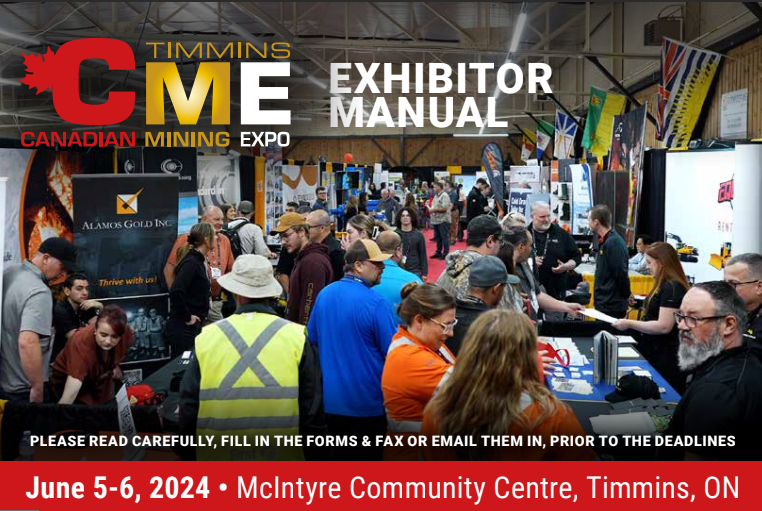 TIMMINS
CME
CANADIAN MINING EXPO
EXHIBITOR
MANUAL
ALAMOS GOLD INC.
Thrive with us!
PLEASE READ CAREFULLY, FILL IN THE FORMS & FAX OR EMAIL THEM IN, PRIOR TO THE DEADLINES
June 5-6, 2024 • McIntyre Community Centre, Timmins, ON